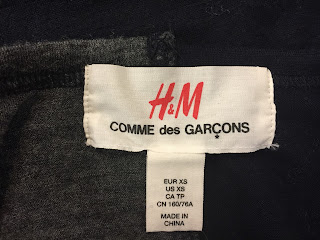 H&M
COMME des GARÇONS
EUR XS
US XS
CA TP
CN 160/76A
MADE IN
CHINA